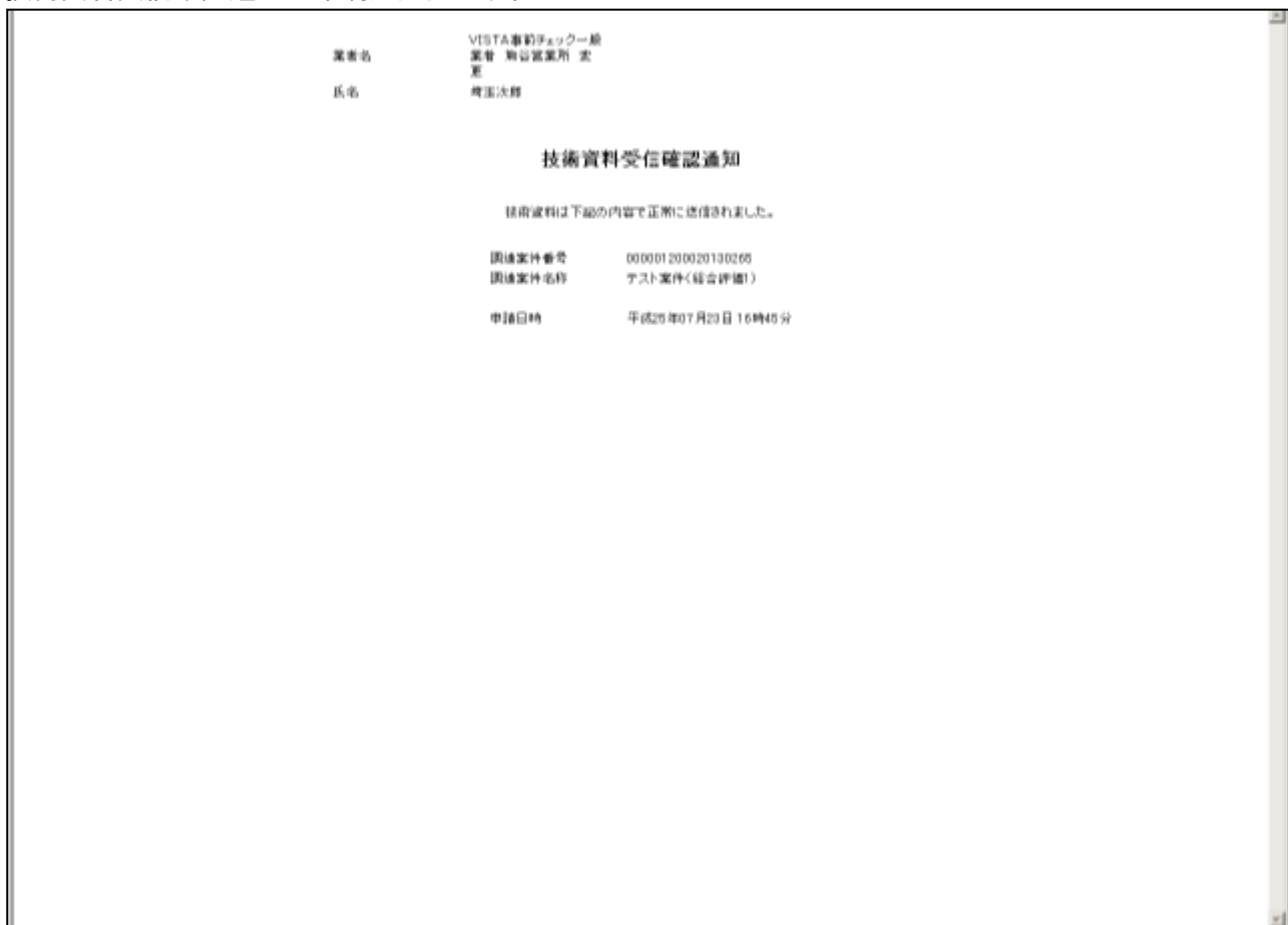 業者名
VISTA事前チェック一般
業者 熊谷営業所 変
更
氏名
埼玉次郎
技術資料受信確認通知
技術資料は下記の内容で正常に送信されました。
調達案件番号 000001200020130265
調達案件名称 テスト案件(総合評価1)
申請日時 平成25年07月23日 16時45分